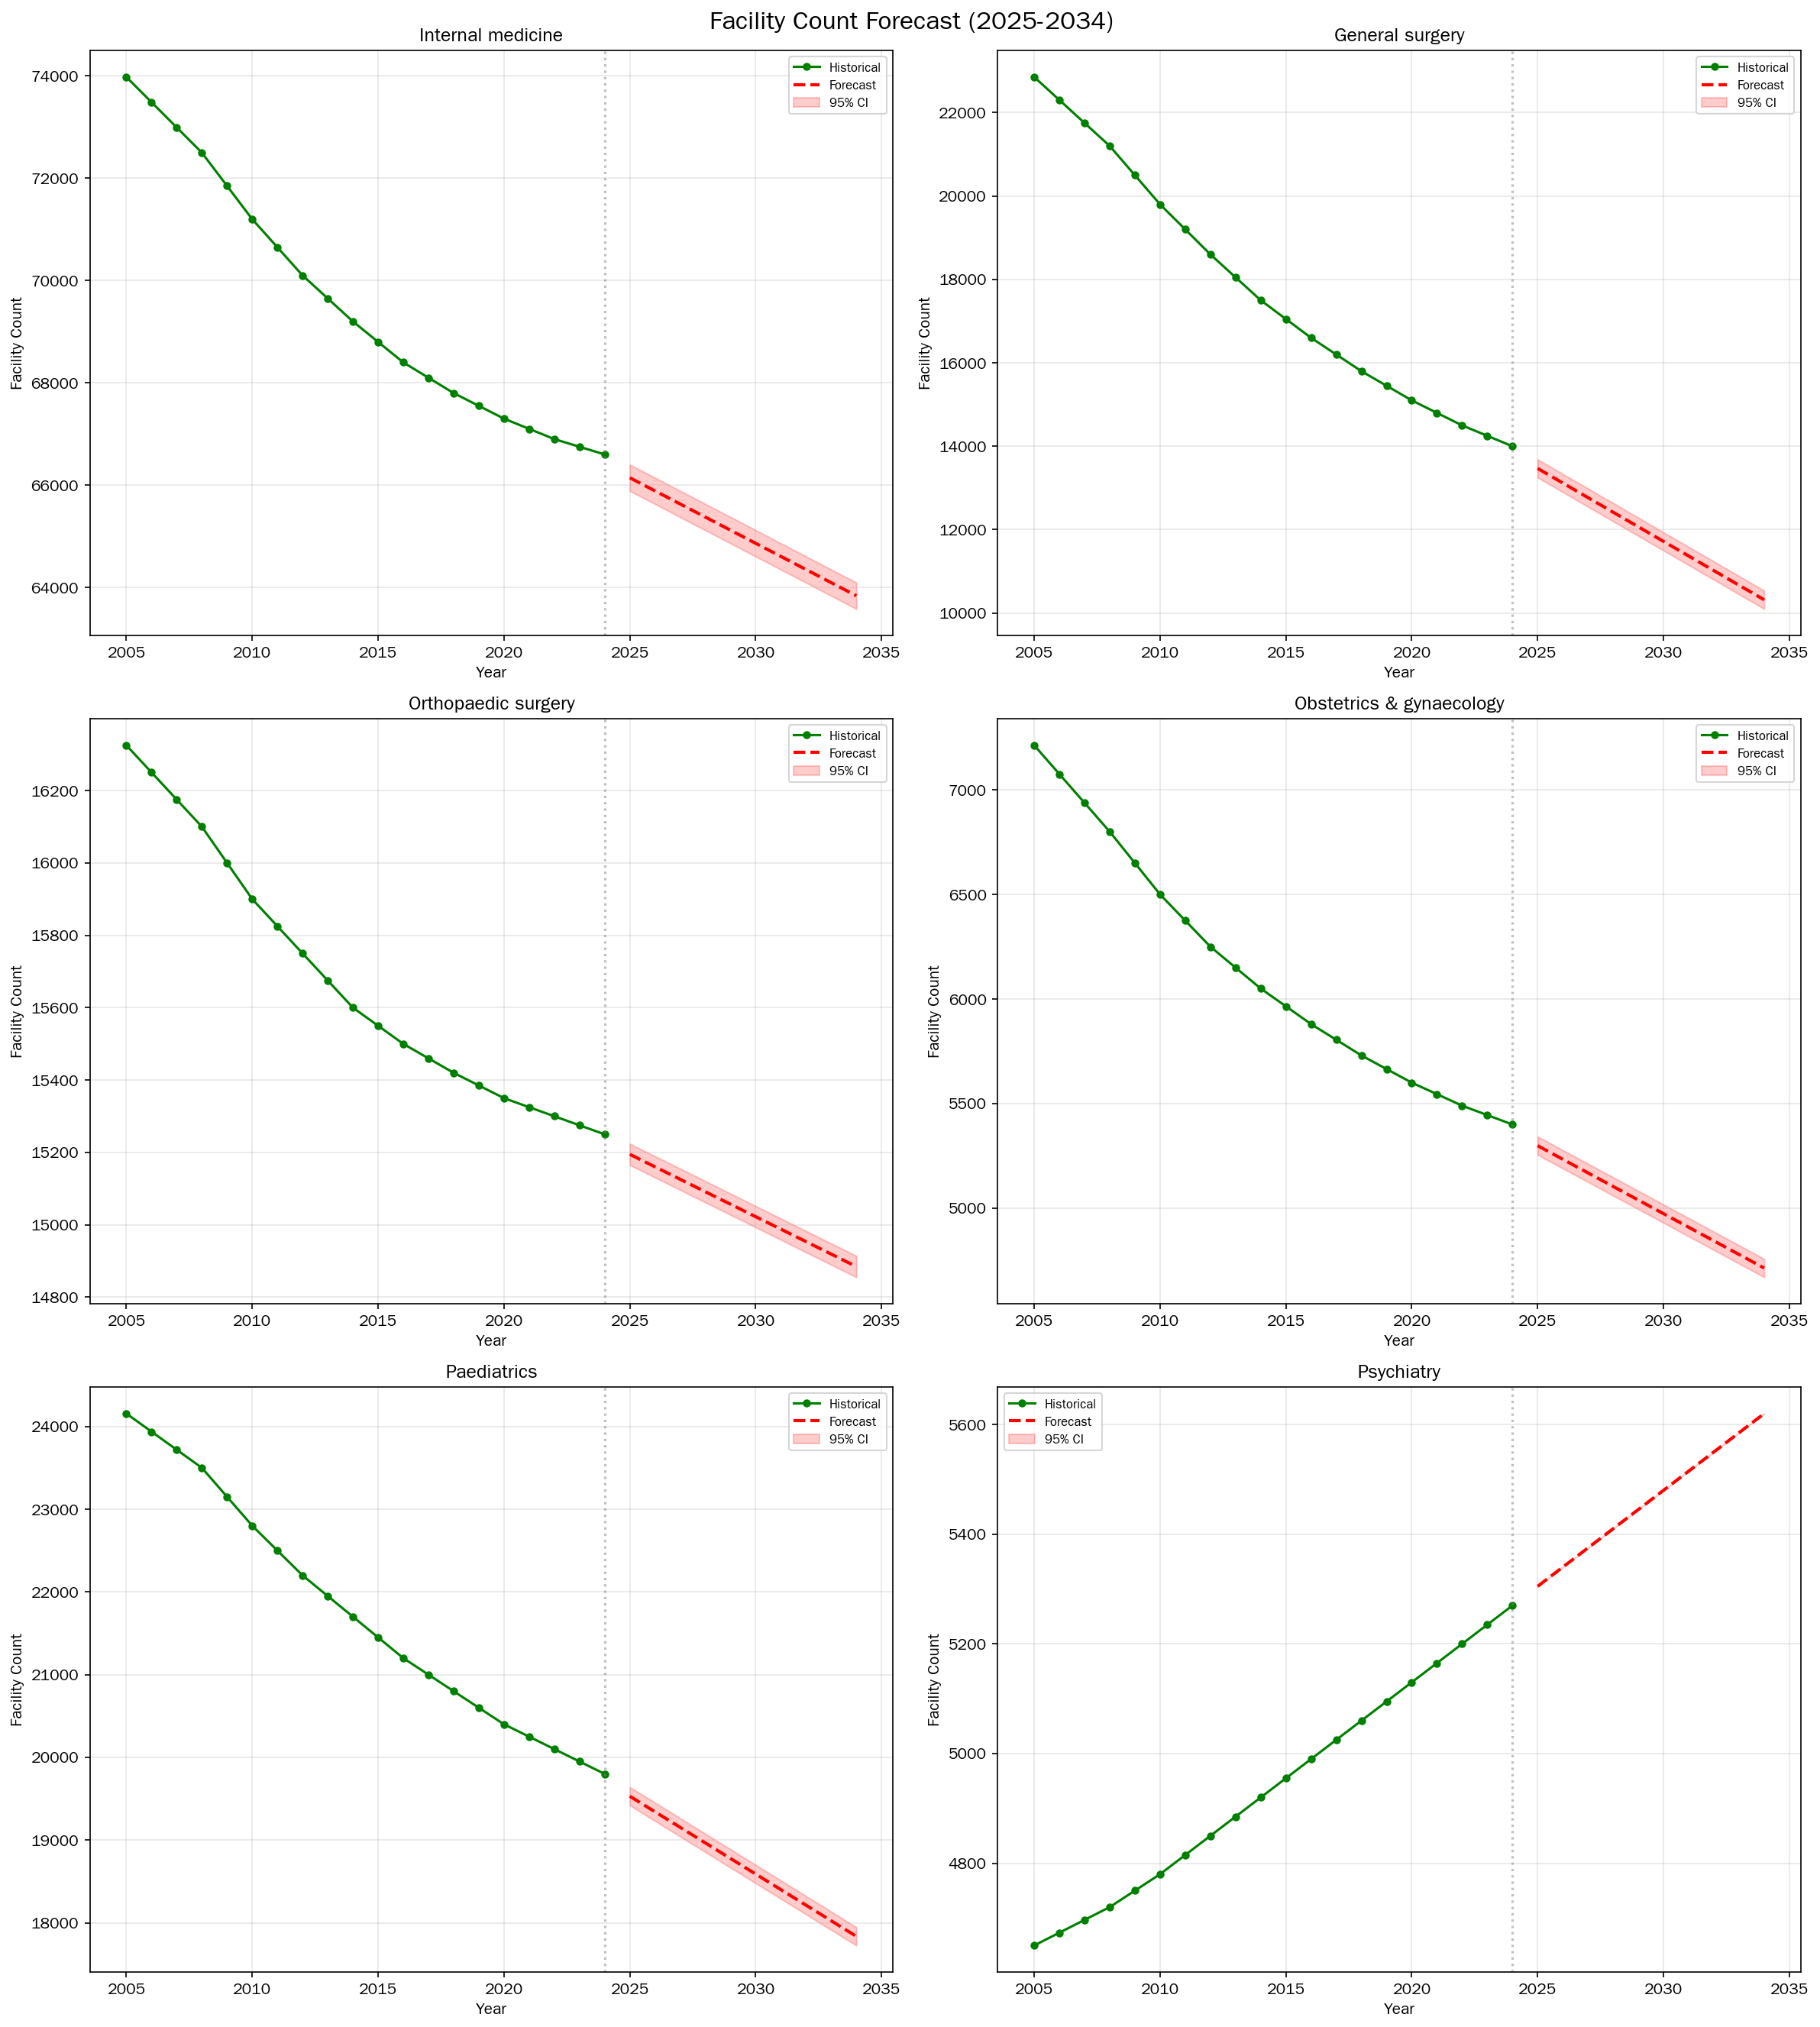 Facility Count Forecast (2025-2034)
Internal medicine
Historical
Forecast
95% CI
74000
72000
70000
68000
66000
64000
Facility Count
2005 2010 2015 2020 2025 2030 2035
Year
General surgery
Historical
Forecast
95% CI
22000
20000
18000
16000
14000
12000
10000
Facility Count
2005 2010 2015 2020 2025 2030 2035
Year
Orthopaedic surgery
Historical
Forecast
95% CI
16200
16000
15800
15600
15400
15200
15000
14800
Facility Count
2005 2010 2015 2020 2025 2030 2035
Year
Obstetrics & gynaecology
Historical
Forecast
95% CI
7000
6500
6000
5500
5000
Facility Count
2005 2010 2015 2020 2025 2030 2035
Year
Paediatrics
Historical
Forecast
95% CI
24000
23000
22000
21000
20000
19000
18000
Facility Count
2005 2010 2015 2020 2025 2030 2035
Year
Psychiatry
Historical
Forecast
95% CI
5600
5400
5200
5000
4800
Facility Count
2005 2010 2015 2020 2025 2030 2035
Year